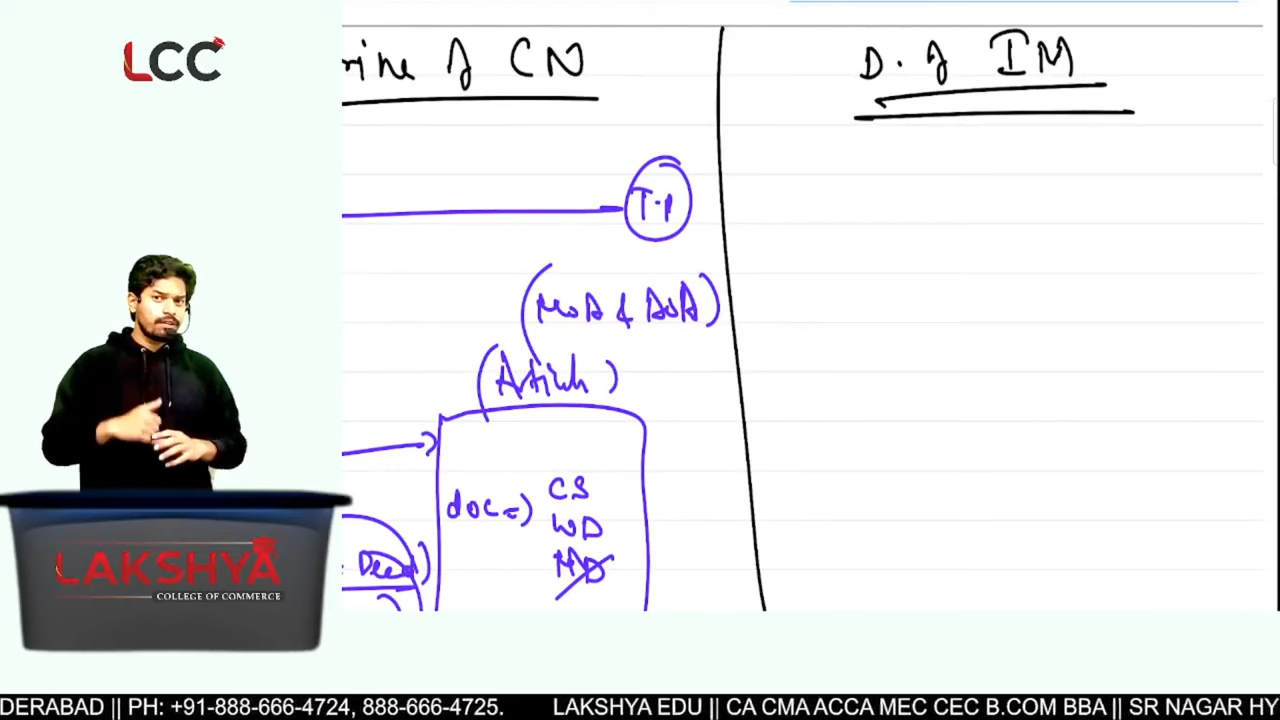 LCC
rine of CN
D. of IM
T.P
(MoA & AoA)
(Article)
doc=)
CS
WD
MD
Deed)
LAKSHYA
COLLEGE OF COMMERCE
DERABAD || PH: +91-888-666-4724, 888-666-4725.
LAKSHYA EDU || CA CMA ACCA MEC CEC B.COM BBA || SR NAGAR HY